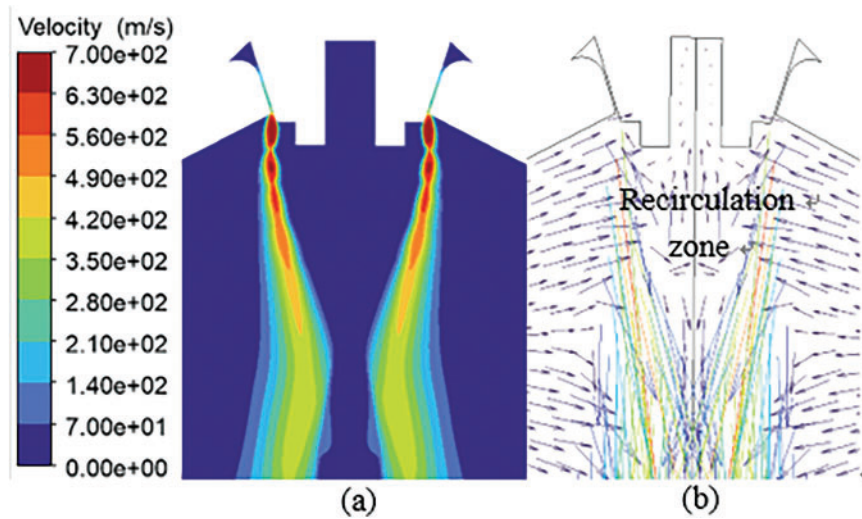 Velocity (m/s)
7.00e+02
6.30e+02
5.60e+02
4.90e+02
4.20e+02
3.50e+02
2.80e+02
2.10e+02
1.40e+02
7.00e+01
0.00e+00
Recirculation ↵
zone ↵
(a)
(b)